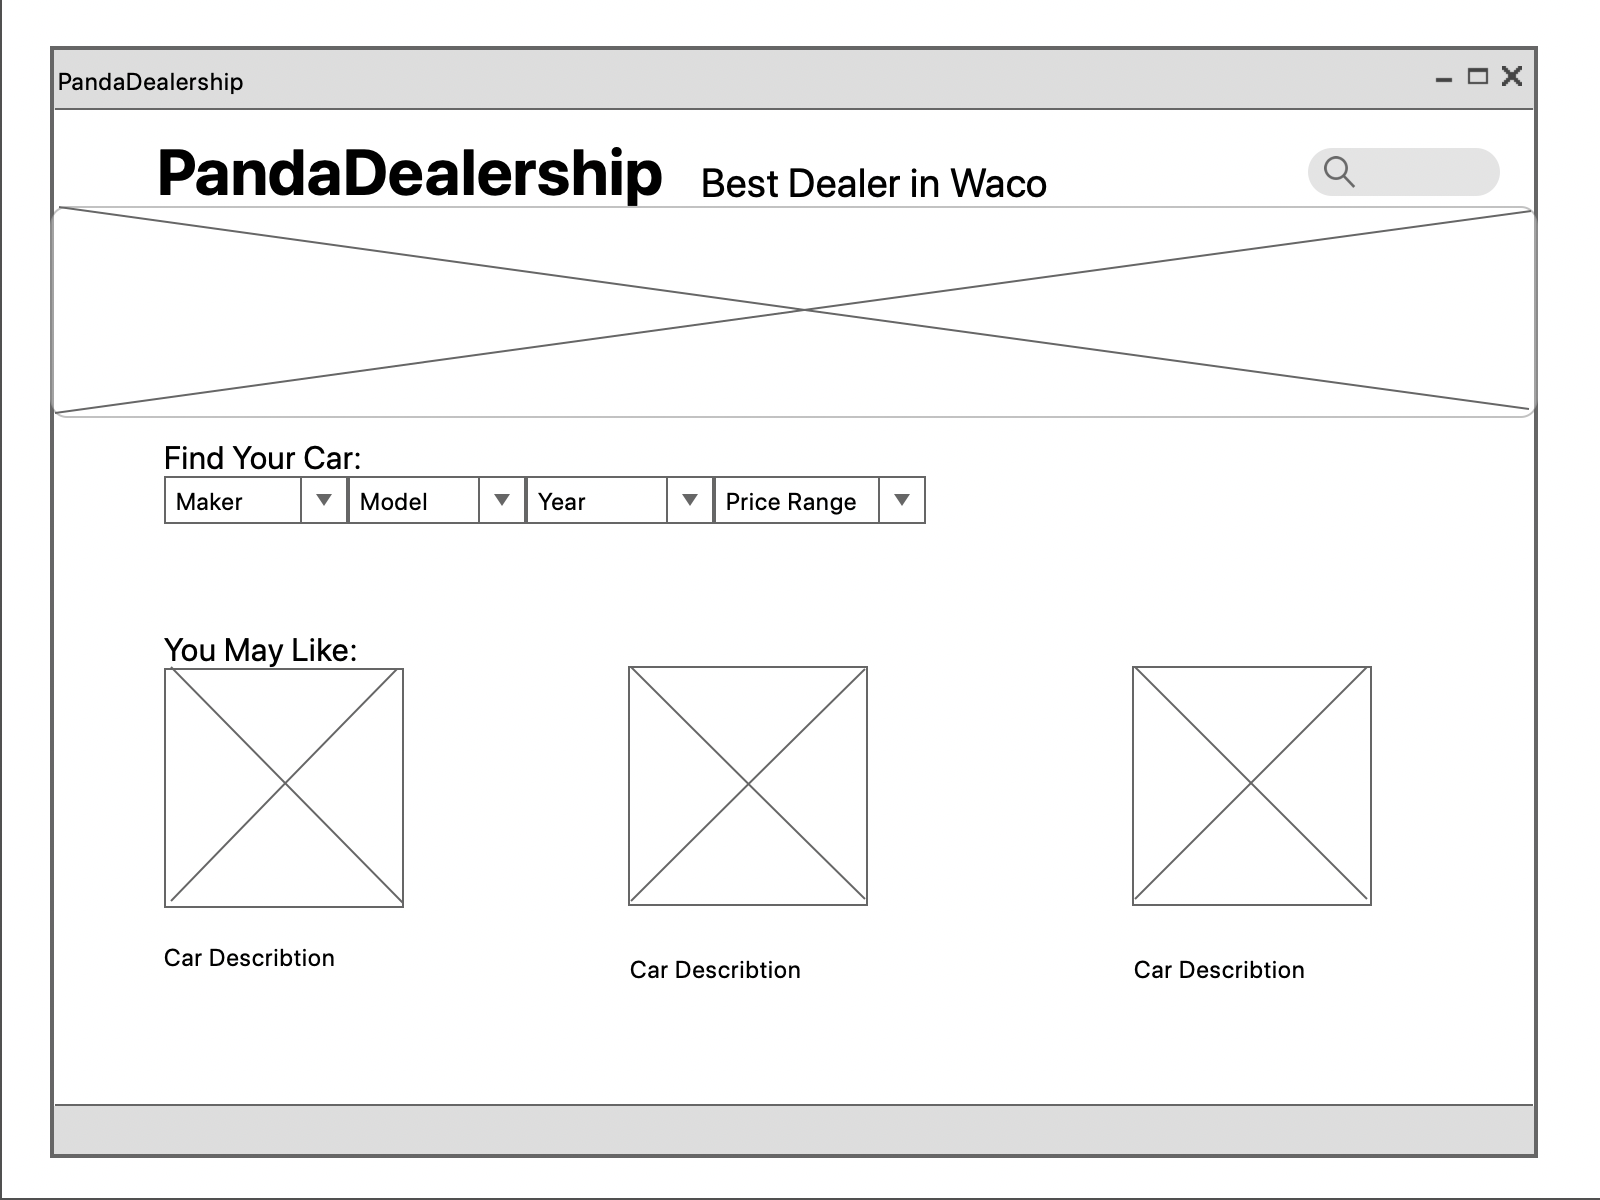 PandaDealership
PandaDealership Best Dealer in Waco
Find Your Car:
Maker Model Year Price Range
You May Like:
Car Describtion Car Describtion Car Describtion